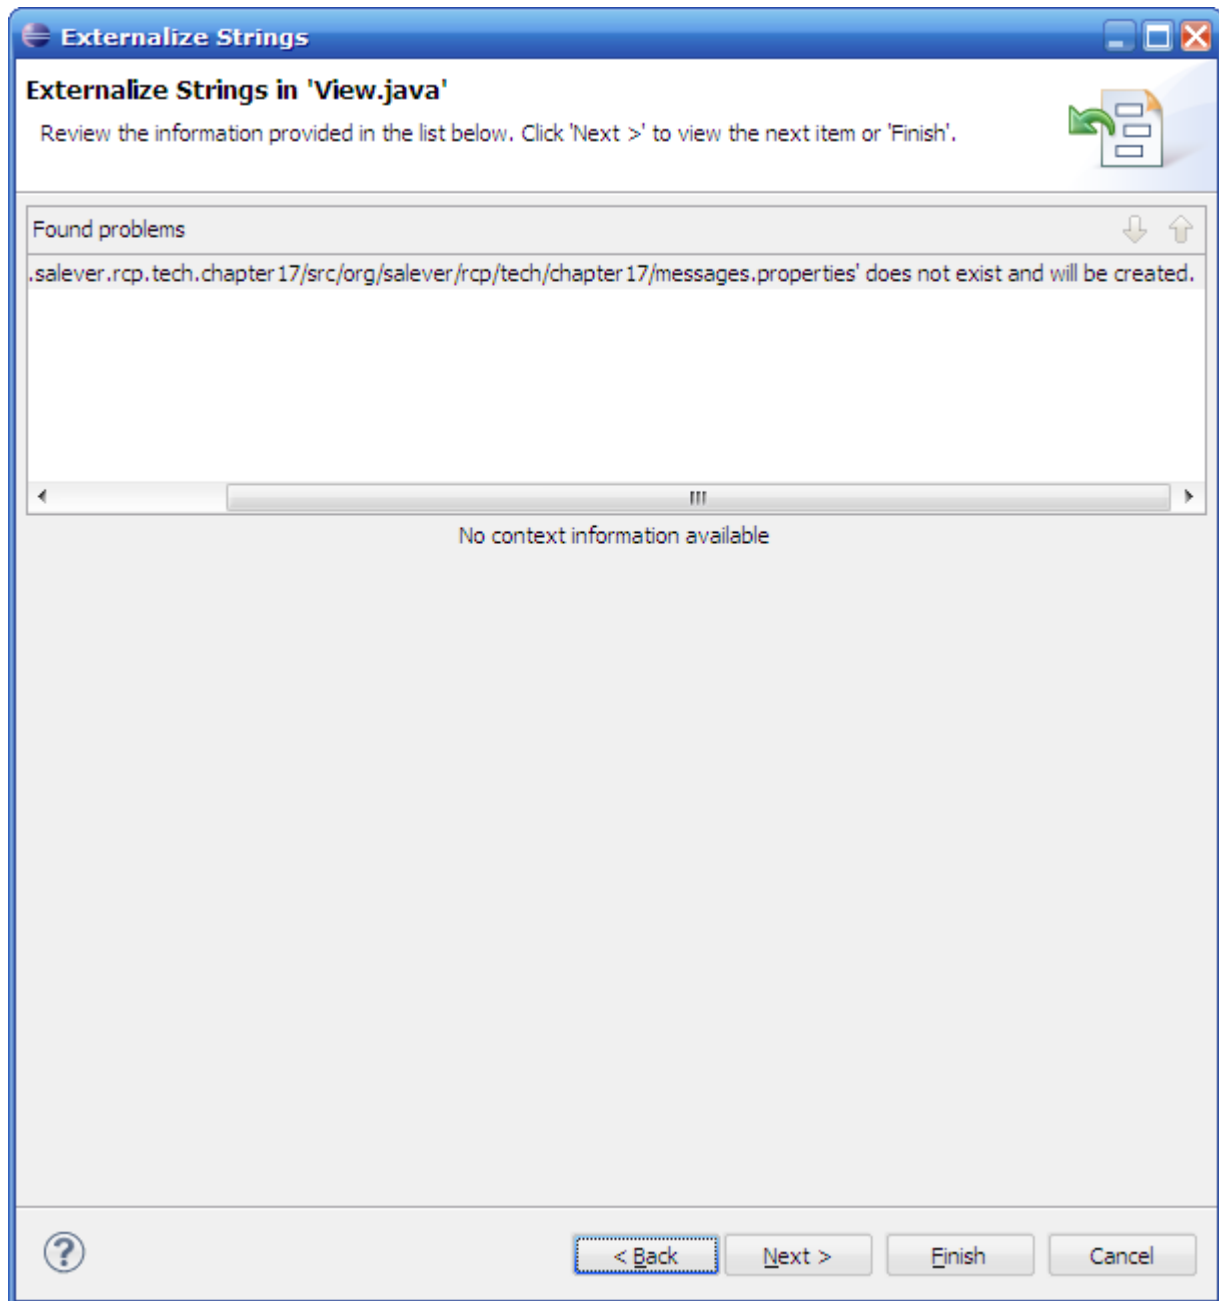 Externalize Strings
Externalize Strings in 'View.java'
Review the information provided in the list below. Click 'Next >' to view the next item or 'Finish'.
Found problems
.salever.rcp.tech.chapter17/src/org/salever/rcp/tech/chapter17/messages.properties' does not exist and will be created.
No context information available
< Back Next > Finish Cancel